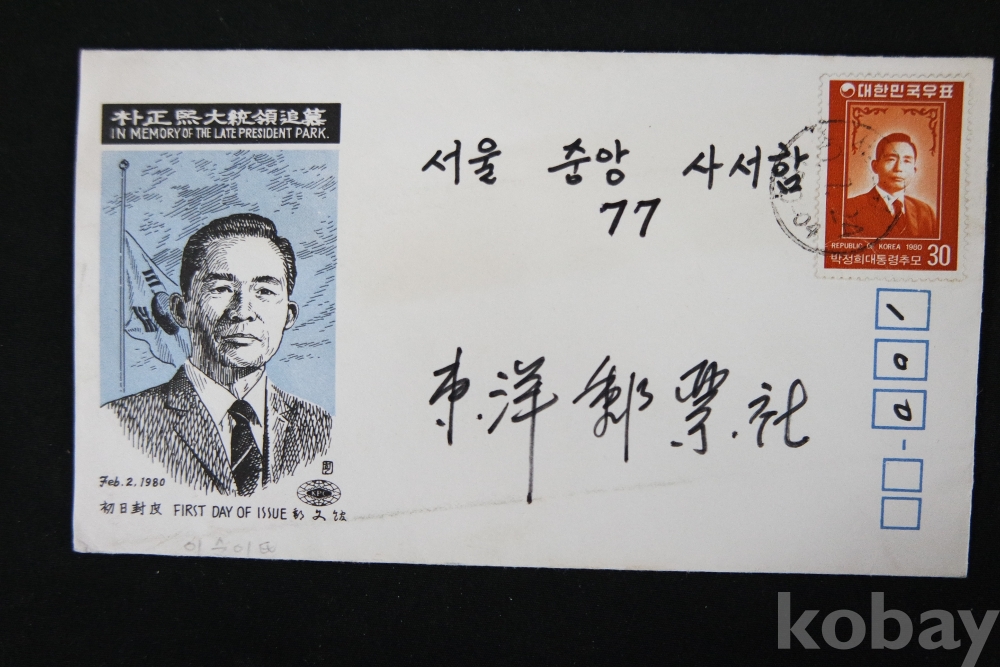 朴正熙大統領追慕
IN MEMORY OF THE LATE PRESIDENT PARK.
대한민국우표
REPUBLIC OF KOREA 1980
박정희대통령추모 30
서울 중앙 사서함
77
100-
東洋郵票社
Feb. 2. 1980
初日封皮 FIRST DAY OF ISSUE
kobay